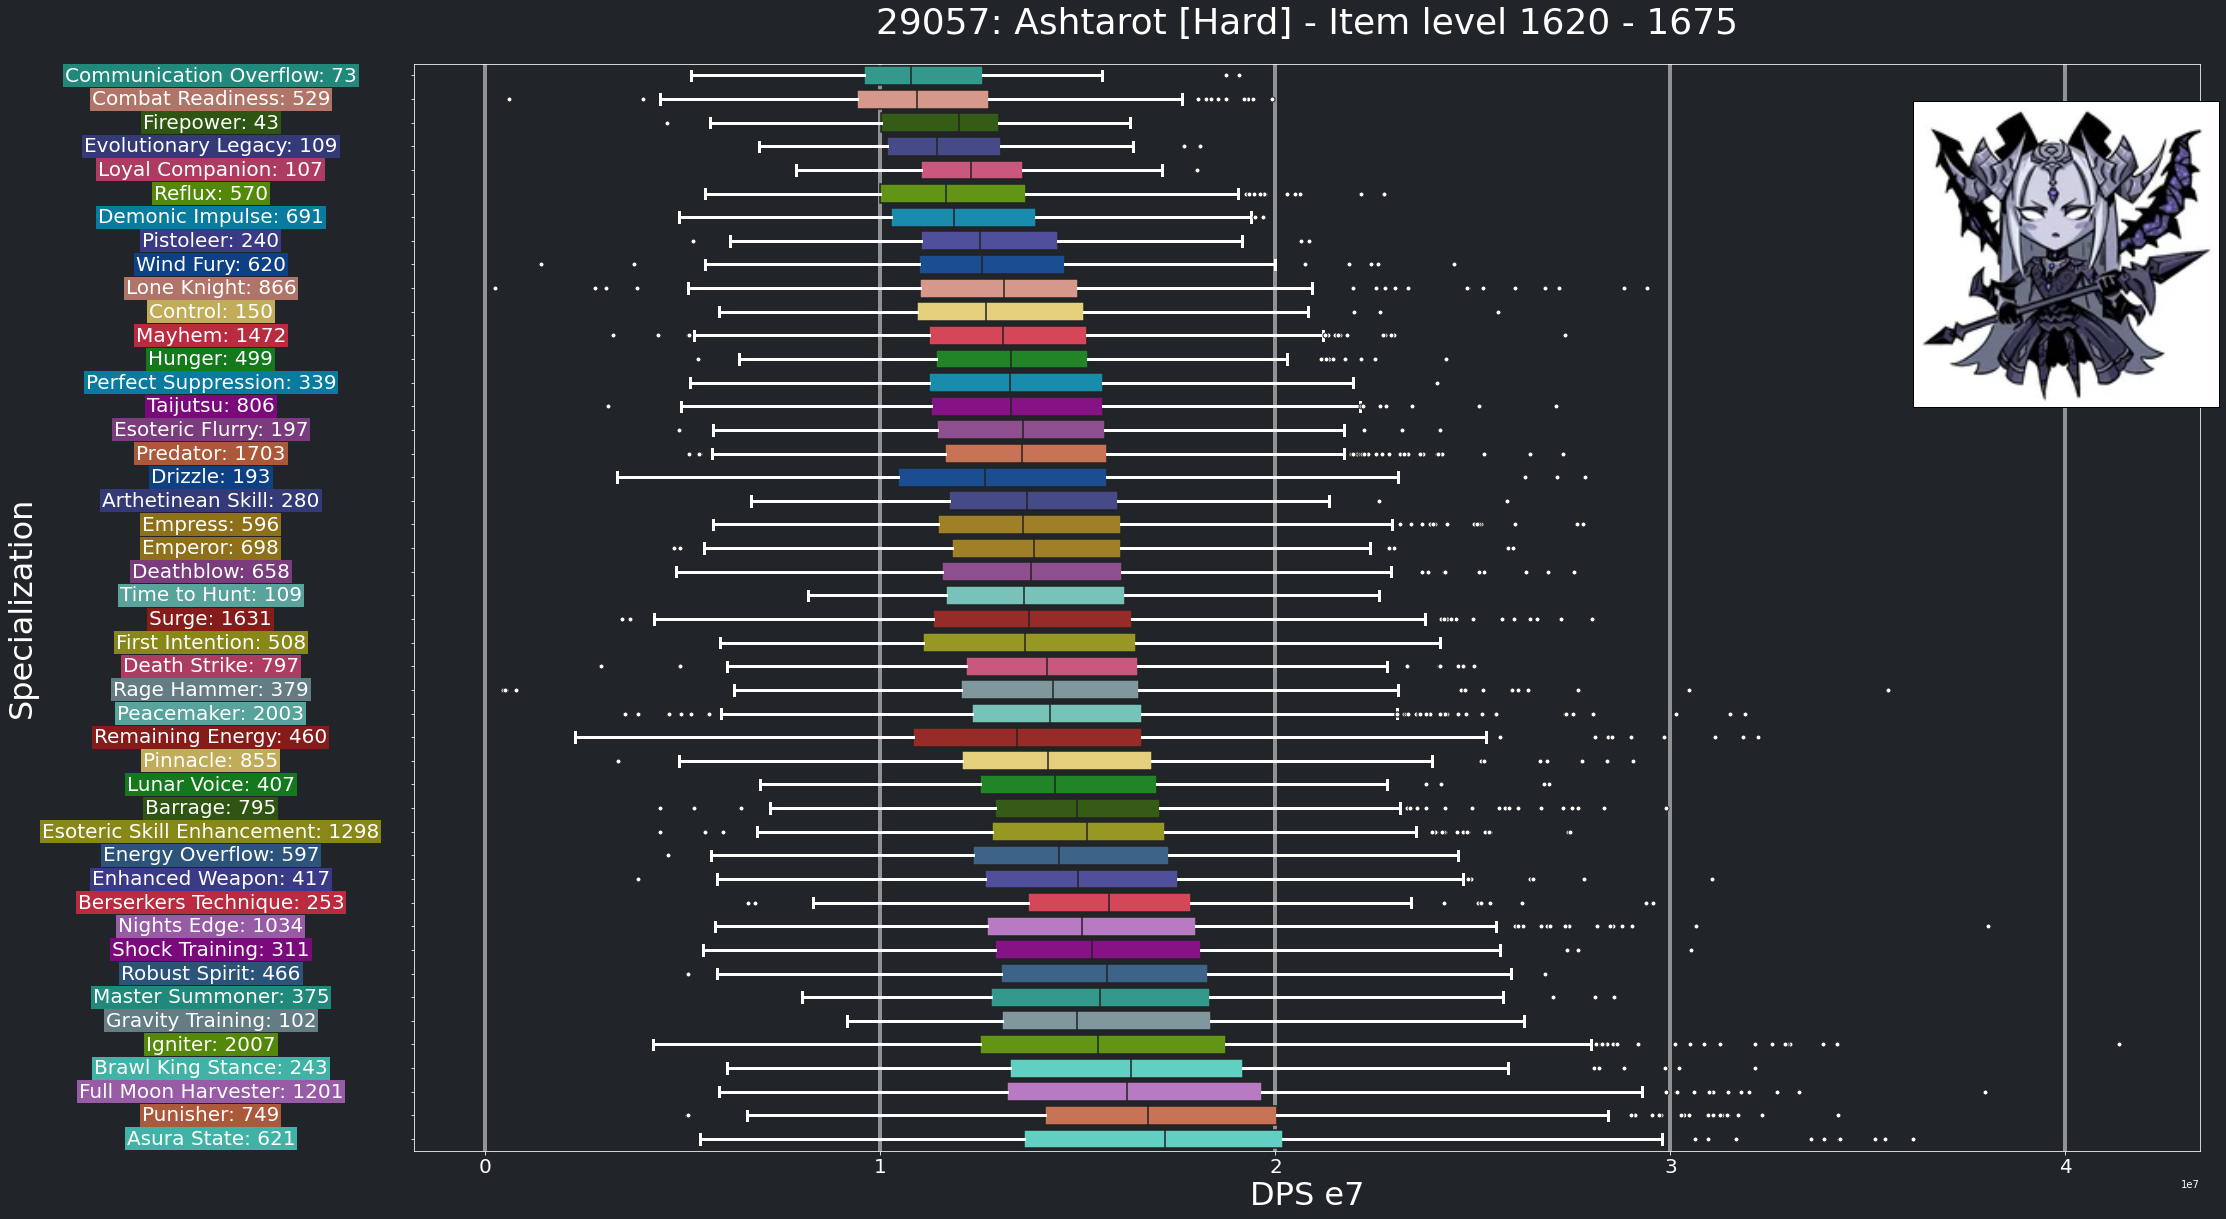 29057: Ashtarot [Hard] - Item level 1620 - 1675
Specialization
Communication Overflow: 73
Combat Readiness: 529
Firepower: 43
Evolutionary Legacy: 109
Loyal Companion: 107
Reflux: 570
Demonic Impulse: 691
Pistoleer: 240
Wind Fury: 620
Lone Knight: 866
Control: 150
Mayhem: 1472
Hunger: 499
Perfect Suppression: 339
Taijutsu: 806
Esoteric Flurry: 197
Predator: 1703
Drizzle: 193
Arthetinean Skill: 280
Empress: 596
Emperor: 698
Deathblow: 658
Time to Hunt: 109
Surge: 1631
First Intention: 508
Death Strike: 797
Rage Hammer: 379
Peacemaker: 2003
Remaining Energy: 460
Pinnacle: 855
Lunar Voice: 407
Barrage: 795
Esoteric Skill Enhancement: 1298
Energy Overflow: 597
Enhanced Weapon: 417
Berserkers Technique: 253
Nights Edge: 1034
Shock Training: 311
Robust Spirit: 466
Master Summoner: 375
Gravity Training: 102
Igniter: 2007
Brawl King Stance: 243
Full Moon Harvester: 1201
Punisher: 749
Asura State: 621
0 1 2 3 4
1e7
DPS e7